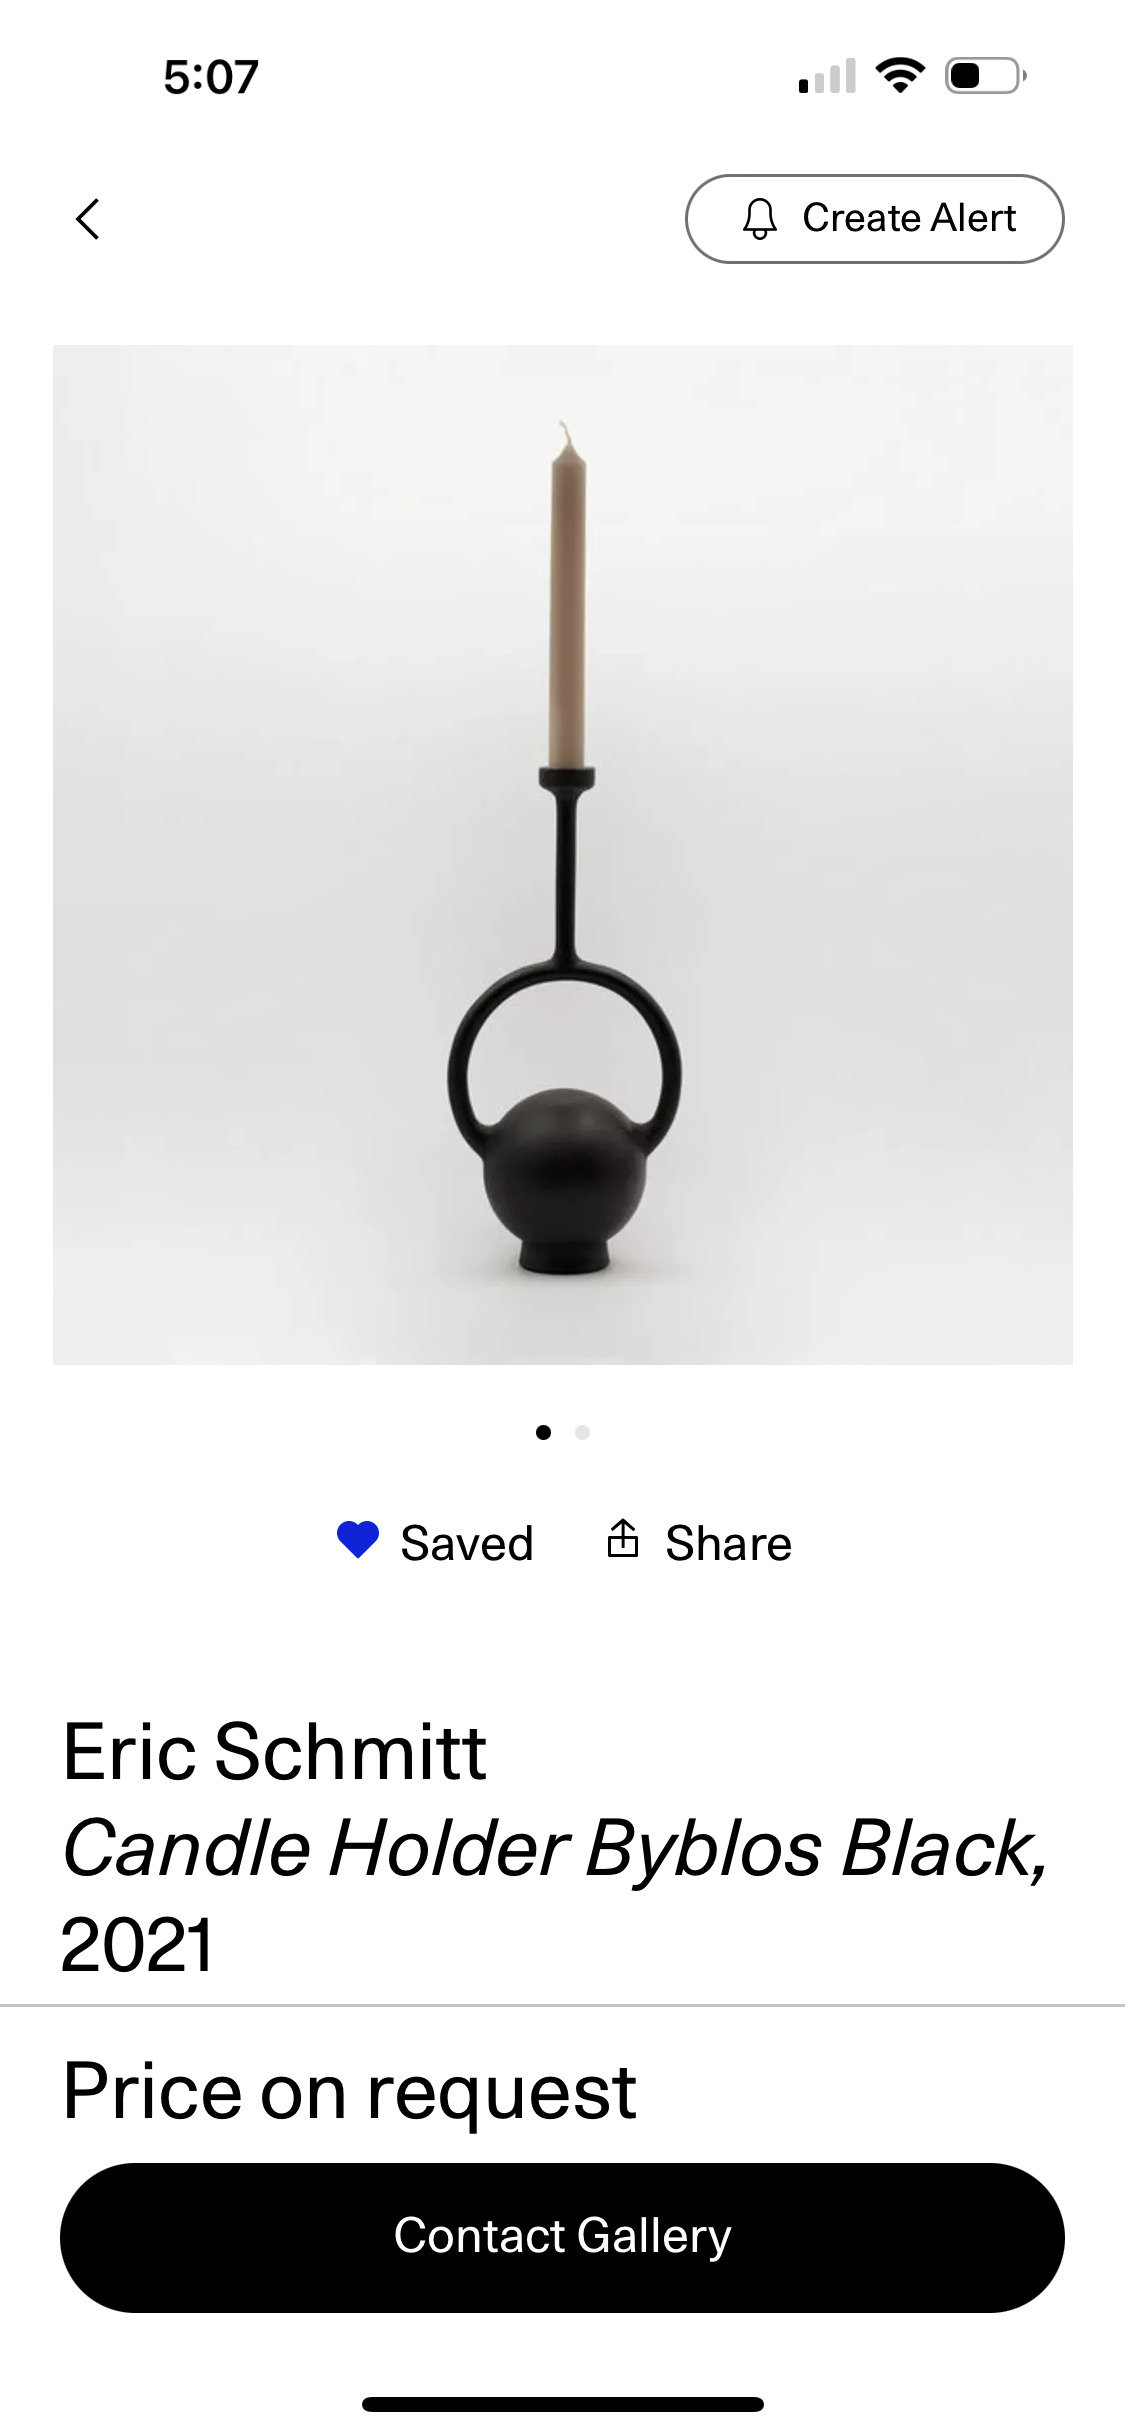 5:07
Create Alert
Saved
Share
Eric Schmitt
Candle Holder Byblos Black,
2021
Price on request
Contact Gallery